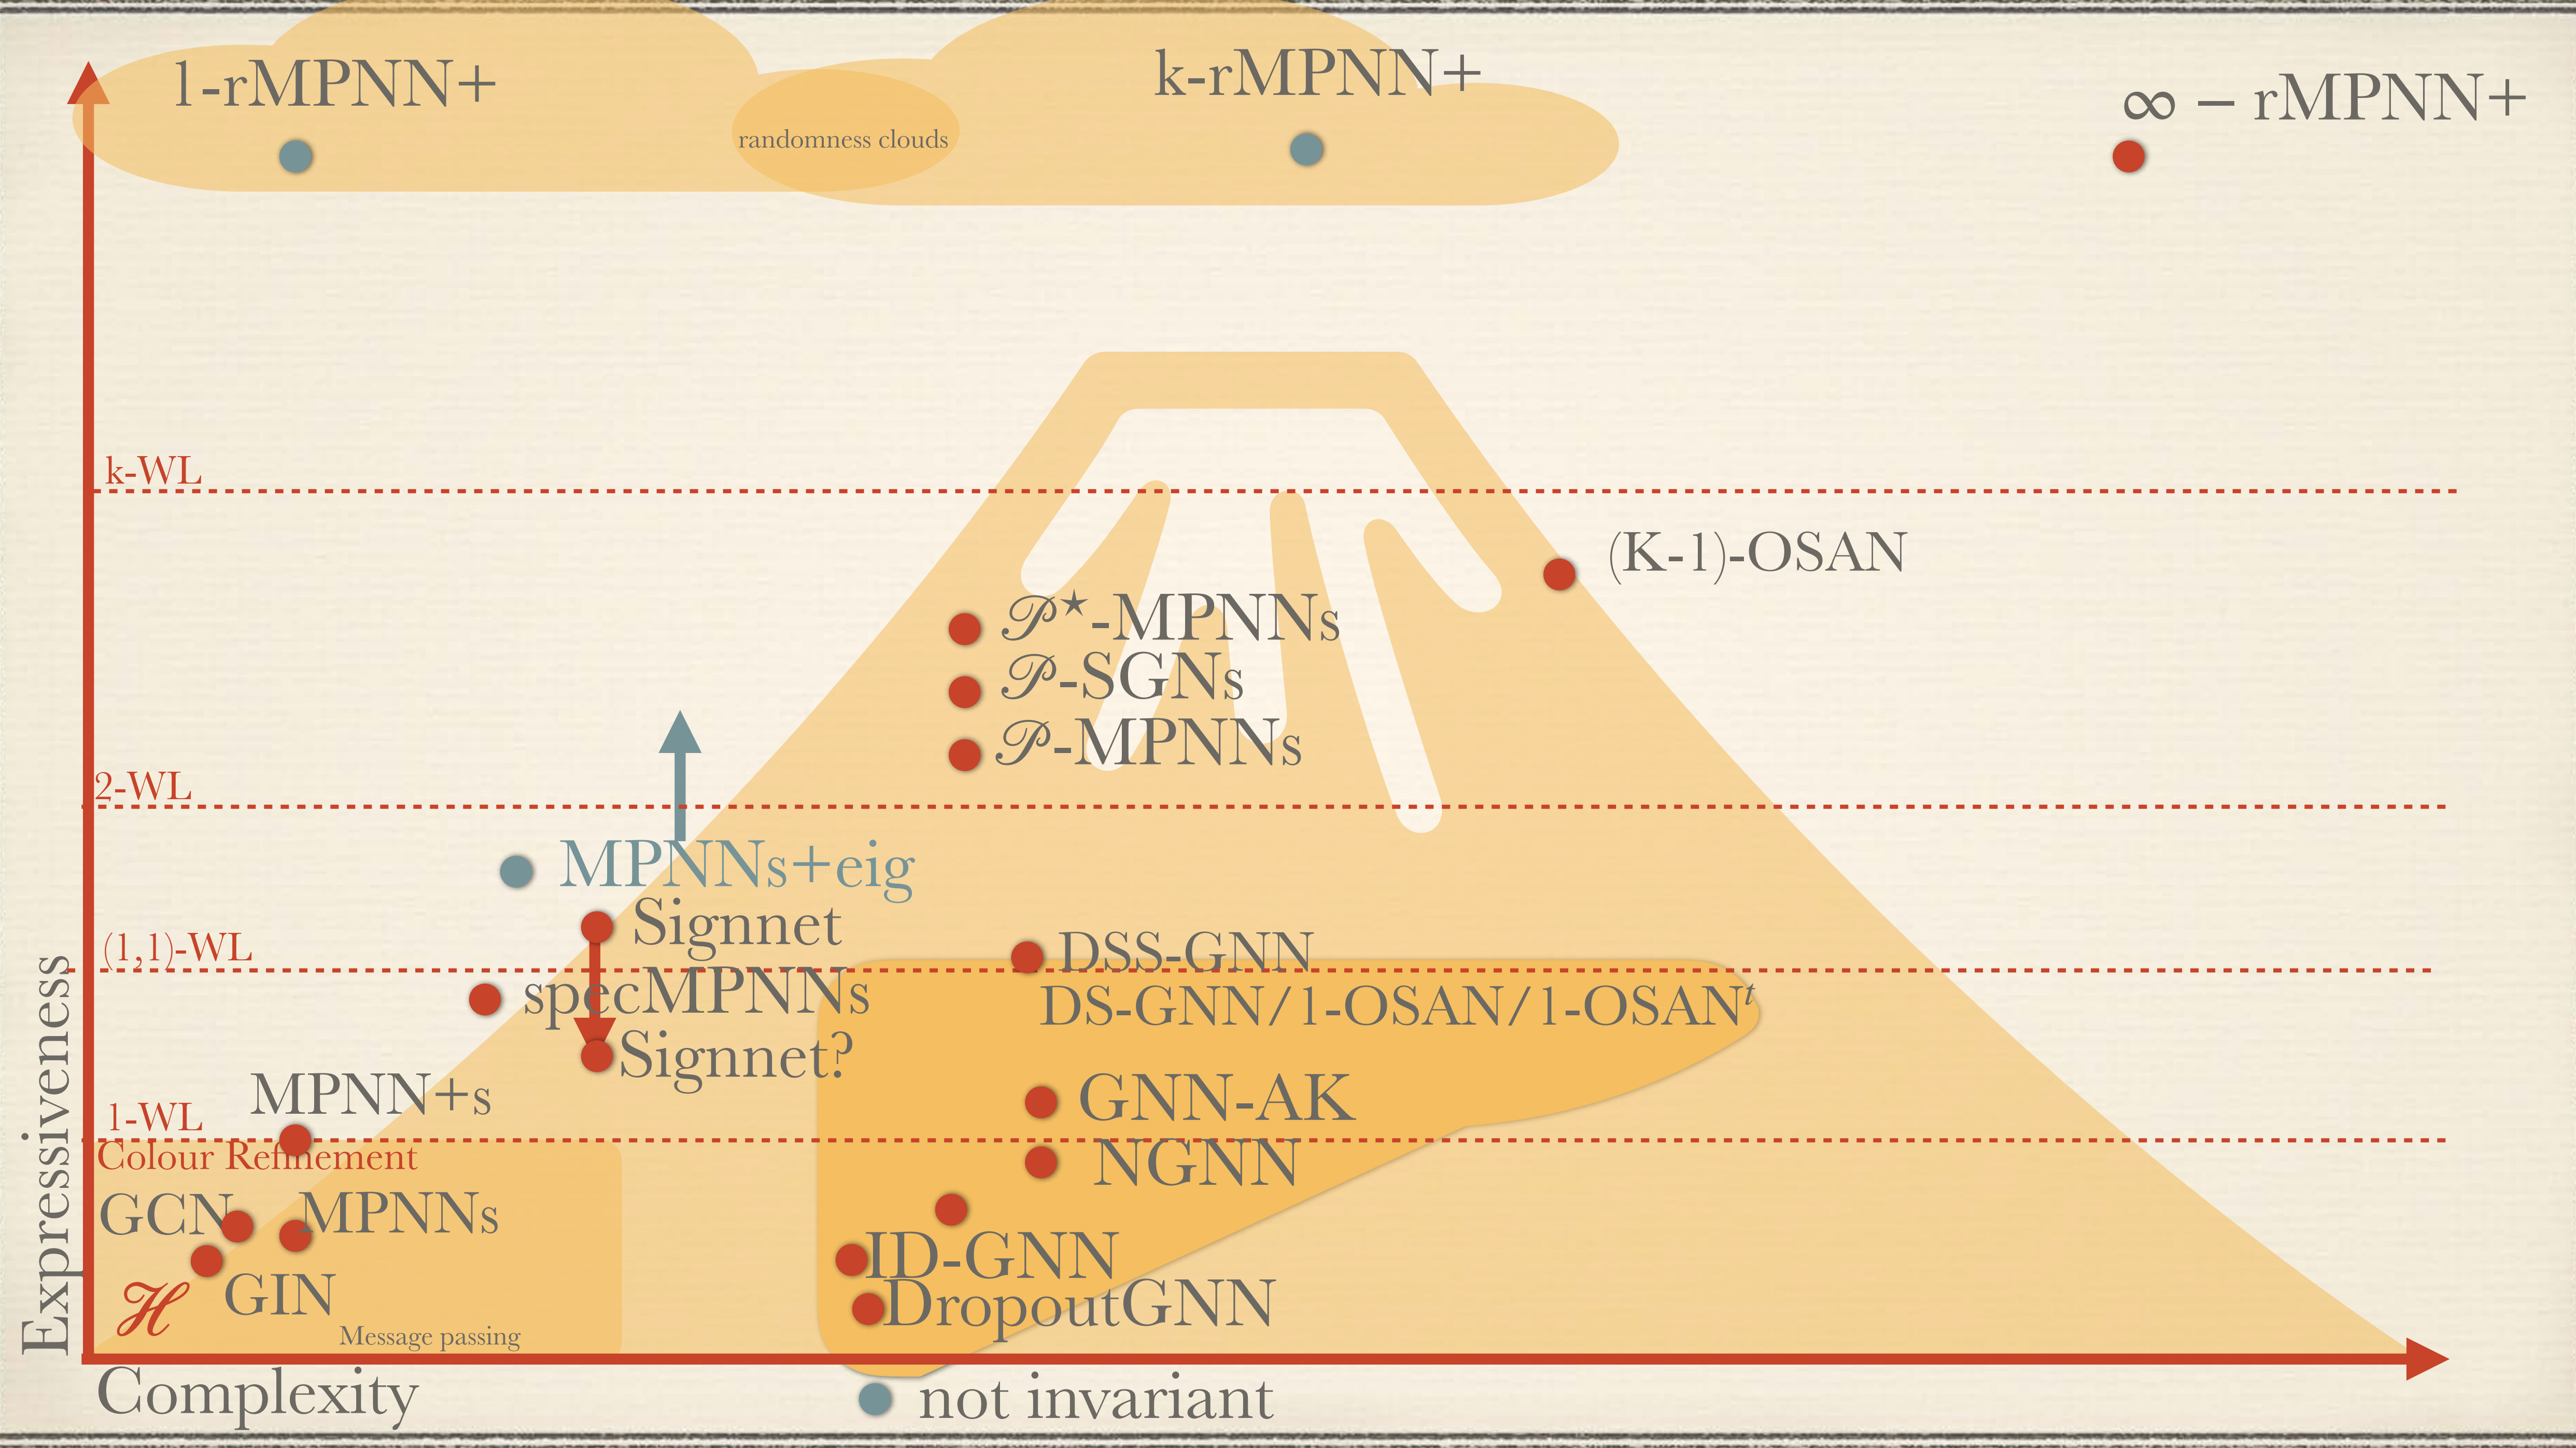 1-rMPNN+
k-rMPNN+
∞ − rMPNN+
randomness clouds
k-WL
(K-1)-OSAN
𝒫★-MPNNs
𝒫-SGNs
𝒫-MPNNs
2-WL
MPNNs+eig
Signnet
(1,1)-WL
DSS-GNN
specMPNNs
DS-GNN/1-OSAN/1-OSANᵗ
Signnet?
MPNN+s
GNN-AK
1-WL
Colour Refinement
NGNN
GCN
MPNNs
ID-GNN
ℋ
GIN
DropoutGNN
Message passing
Expressiveness
Complexity
not invariant